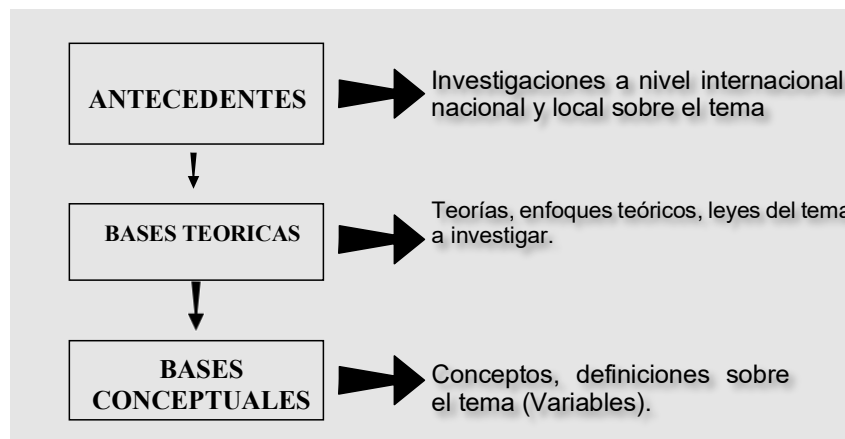 ANTECEDENTES
Investigaciones a nivel internacional
nacional y local sobre el tema
BASES TEORICAS
Teorías, enfoques teóricos, leyes del tema
a investigar.
BASES
CONCEPTUALES
Conceptos, definiciones sobre
el tema (Variables).